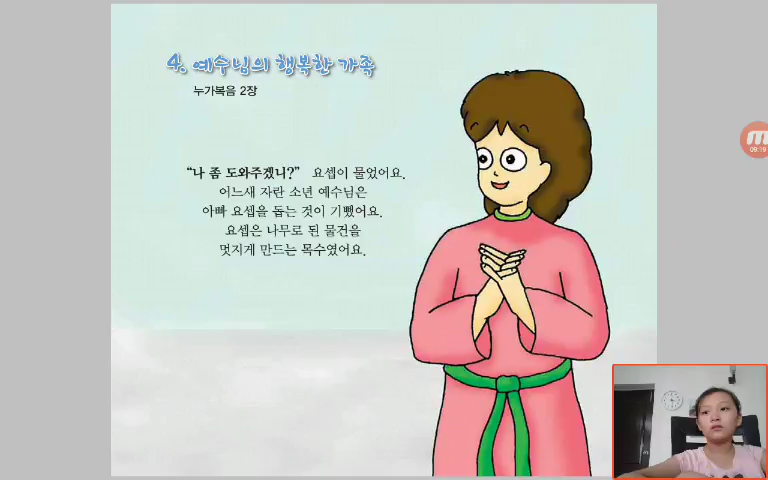 4. 예수님의 행복한 가족
누가복음 2장
“나 좀 도와주겠니?” 요셉이 물었어요.
어느새 자란 소년 예수님은
아빠 요셉을 돕는 것이 기뻤어요.
요셉은 나무로 된 물건을
멋지게 만드는 목수였어요.
M
09:19